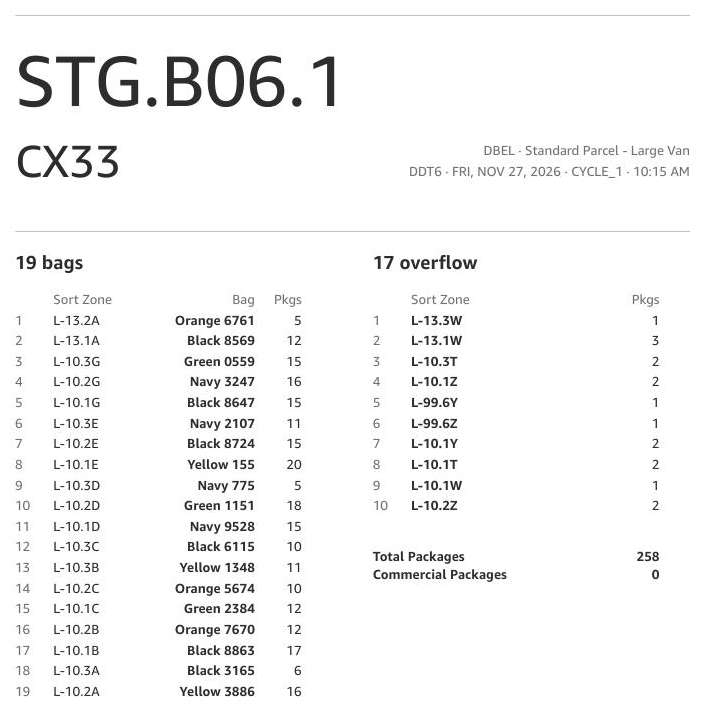 STG.B06.1
CX33
DBEL · Standard Parcel - Large Van
DDT6 · FRI, NOV 27, 2026 · CYCLE_1 · 10:15 AM
19 bags
Sort Zone Bag Pkgs
1 L-13.2A Orange 6761 5
2 L-13.1A Black 8569 12
3 L-10.3G Green 0559 15
4 L-10.2G Navy 3247 16
5 L-10.1G Black 8647 15
6 L-10.3E Navy 2107 11
7 L-10.2E Black 8724 15
8 L-10.1E Yellow 155 20
9 L-10.3D Navy 775 5
10 L-10.2D Green 1151 18
11 L-10.1D Navy 9528 15
12 L-10.3C Black 6115 10
13 L-10.3B Yellow 1348 11
14 L-10.2C Orange 5674 10
15 L-10.1C Green 2384 12
16 L-10.2B Orange 7670 12
17 L-10.1B Black 8863 17
18 L-10.3A Black 3165 6
19 L-10.2A Yellow 3886 16
17 overflow
Sort Zone Pkgs
1 L-13.3W 1
2 L-13.1W 3
3 L-10.3T 2
4 L-10.1Z 2
5 L-99.6Y 1
6 L-99.6Z 1
7 L-10.1Y 2
8 L-10.1T 2
9 L-10.1W 1
10 L-10.2Z 2
Total Packages 258
Commercial Packages 0